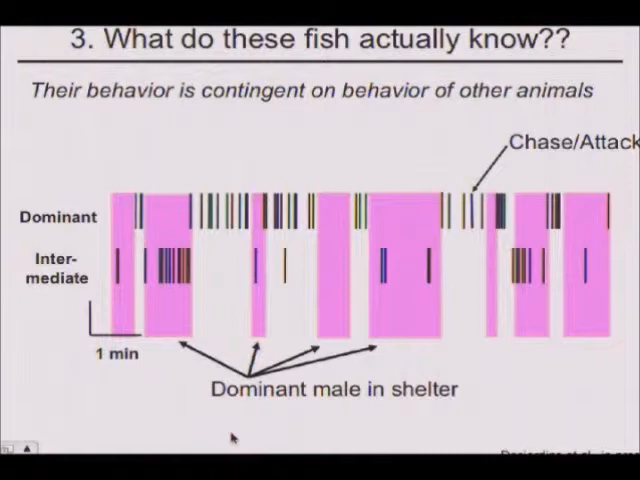 3. What do these fish actually know??
Their behavior is contingent on behavior of other animals
Chase/Attack
Dominant
Inter-
mediate
1 min
Dominant male in shelter